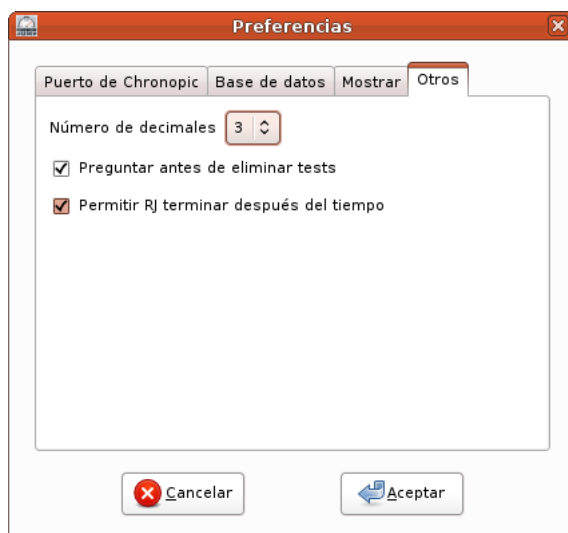 Preferencias
Puerto de Chronopic Base de datos Mostrar Otros
Número de decimales 3
Preguntar antes de eliminar tests
Permitir RJ terminar después del tiempo
Cancelar Aceptar